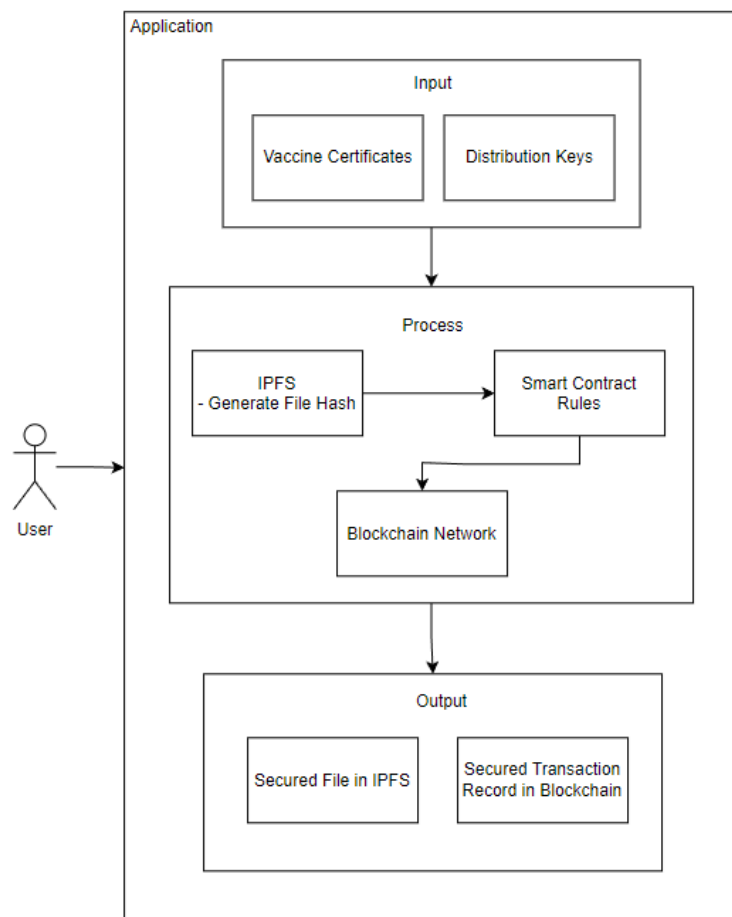 Application
Input
Vaccine Certificates
Distribution Keys
Process
IPFS
- Generate File Hash
Smart Contract
Rules
Blockchain Network
User
Output
Secured File in IPFS
Secured Transaction
Record in Blockchain